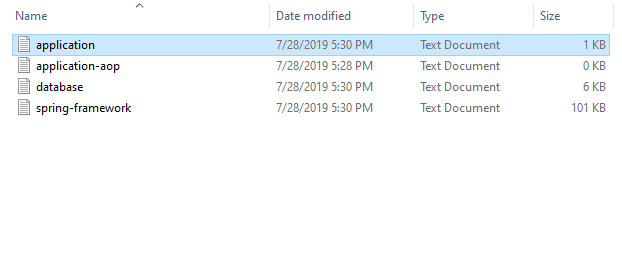 Name Date modified Type Size
application 7/28/2019 5:30 PM Text Document 1 KB
application-aop 7/28/2019 5:28 PM Text Document 0 KB
database 7/28/2019 5:30 PM Text Document 6 KB
spring-framework 7/28/2019 5:30 PM Text Document 101 KB